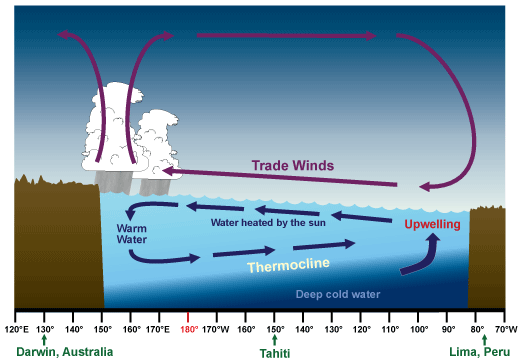 Trade Winds
Water heated by the sun
Warm
Water
Upwelling
Thermocline
Deep cold water
120°E 130° 140° 150° 160° 170°E 180° 170°W 160° 150° 140° 130° 120° 110° 100° 90° 80° 70°W
Darwin, Australia Tahiti Lima, Peru